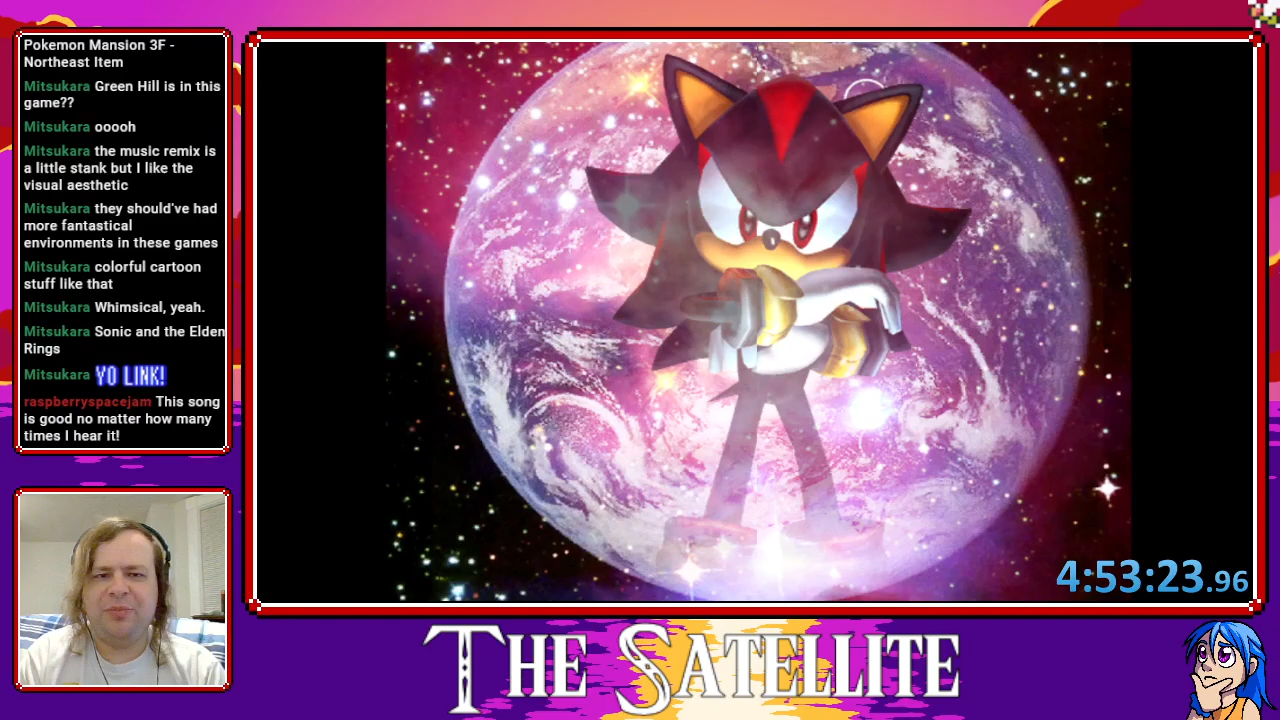 Pokemon Mansion 3F -
Northeast Item
Mitsukara Green Hill is in this
game??
Mitsukara ooooh
Mitsukara the music remix is
a little stank but I like the
visual aesthetic
Mitsukara they should've had
more fantastical
environments in these games
Mitsukara colorful cartoon
stuff like that
Mitsukara Whimsical, yeah.
Mitsukara Sonic and the Elden
Rings
Mitsukara YO LINK!
raspberryspacejam This song
is good no matter how many
times I hear it!
4:53:23.96
THE SATELLITE